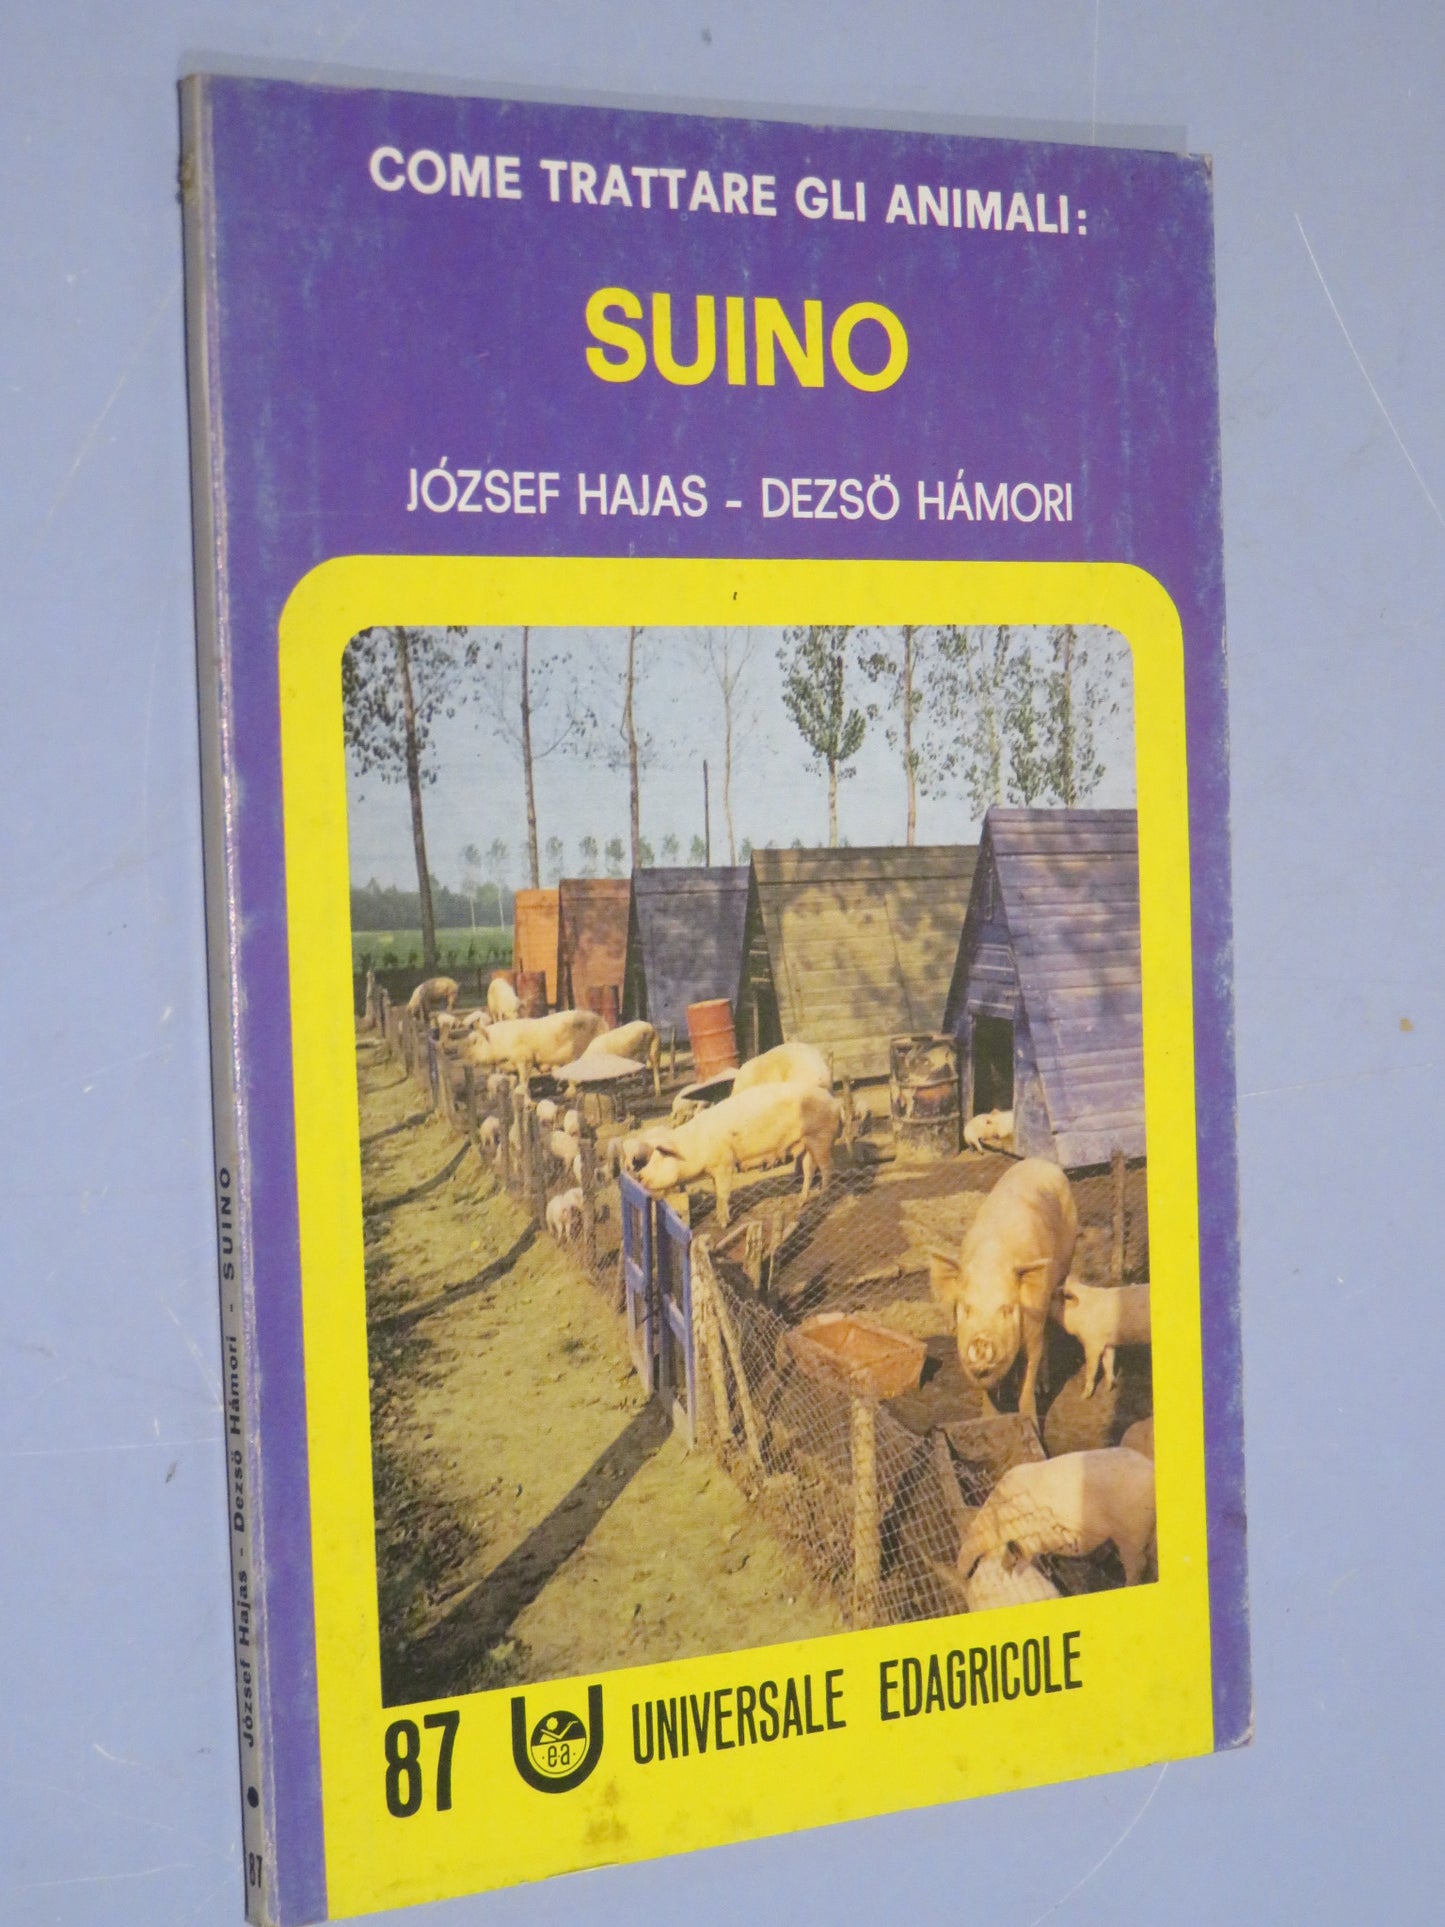 COME TRATTARE GLI ANIMALI:
SUINO
JÓZSEF HAJAS - DEZSÖ HÁMORI
87
·e·a·
UNIVERSALE EDAGRICOLE
87 ● József Hajas - Dezsö Hámori - SUINO